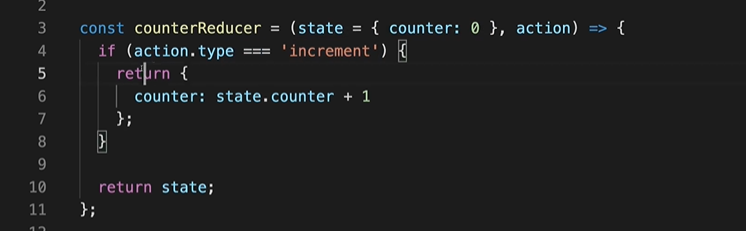 2
3 const counterReducer = (state = { counter: 0 }, action) => {
4 if (action.type === 'increment') {
5 return {
6 counter: state.counter + 1
7 };
8 }
9
10 return state;
11 };
12